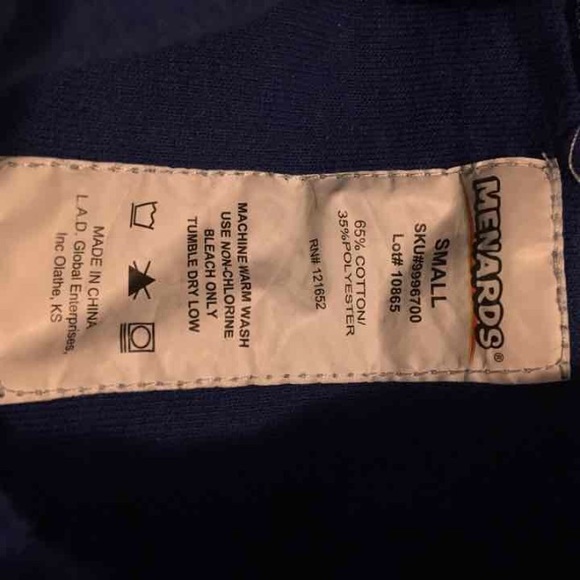 MENARDS®
SMALL
SKU#9996700
Lot# 10865
65% COTTON/
35%POLYESTER
RN# 121652
MACHINE WARM WASH
USE NON-CHLORINE
BLEACH ONLY
TUMBLE DRY LOW
MADE IN CHINA
L.A.D. Global Enterprises,
Inc Olathe, KS